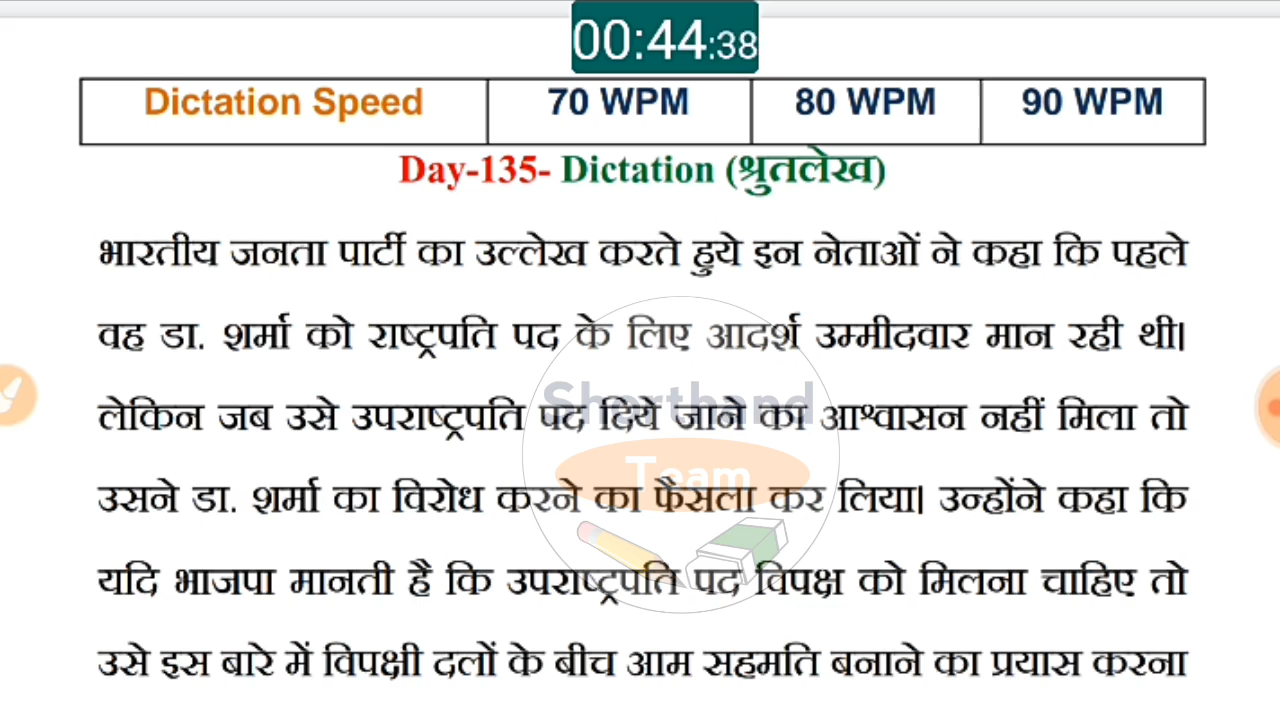 00:44:38
Dictation Speed 70 WPM 80 WPM 90 WPM
Day-135- Dictation (श्रुतलेख)
भारतीय जनता पार्टी का उल्लेख करते हुये इन नेताओं ने कहा कि पहले
वह डा. शर्मा को राष्ट्रपति पद के लिए आदर्श उम्मीदवार मान रही थी।
लेकिन जब उसे उपराष्ट्रपति पद दिये जाने का आश्वासन नहीं मिला तो
उसने डा. शर्मा का विरोध करने का फैसला कर लिया। उन्होंने कहा कि
यदि भाजपा मानती है कि उपराष्ट्रपति पद विपक्ष को मिलना चाहिए तो
उसे इस बारे में विपक्षी दलों के बीच आम सहमति बनाने का प्रयास करना
Shorthand
Team